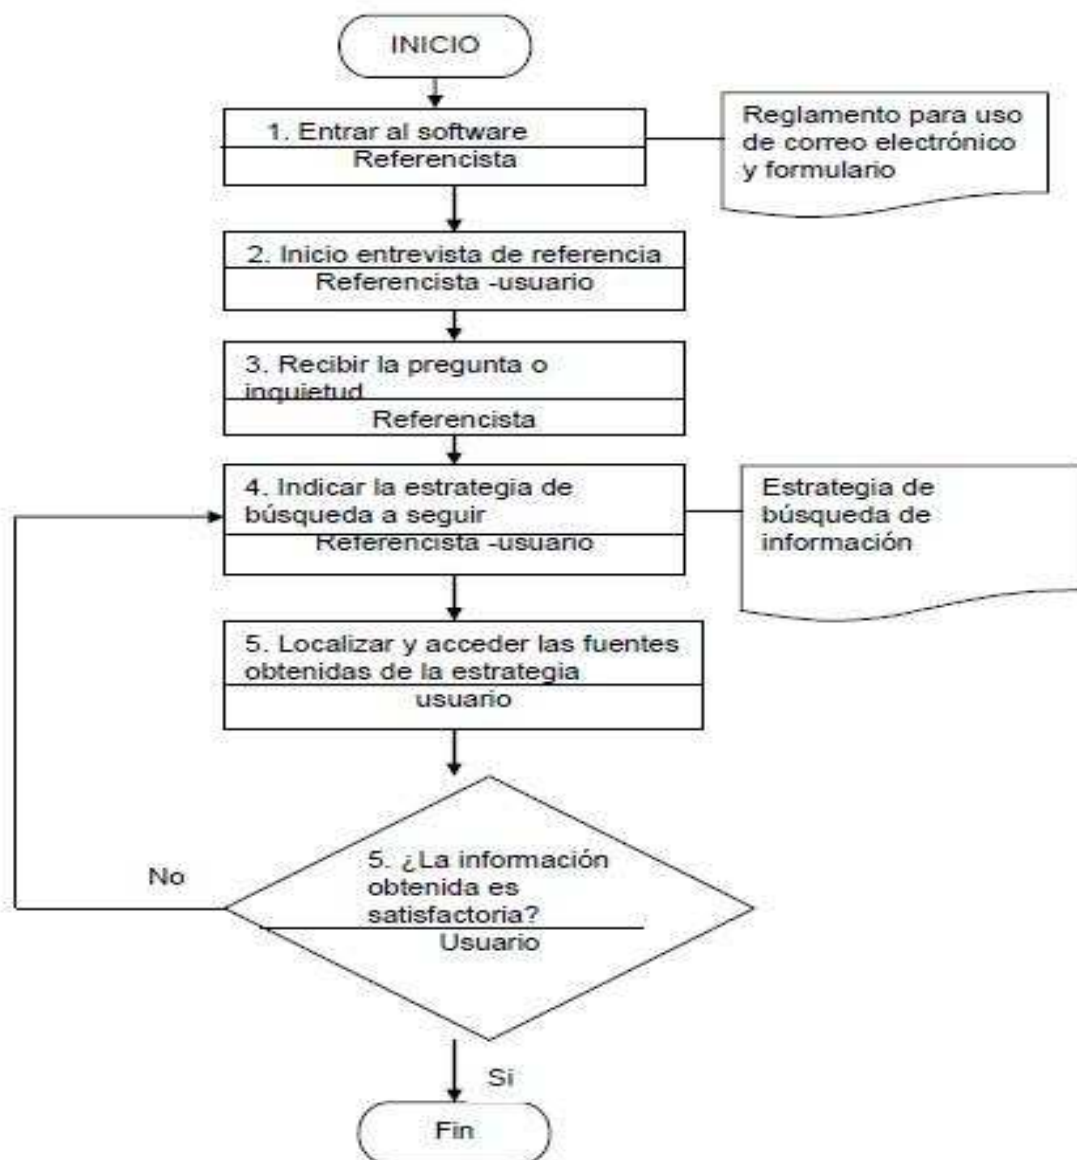 INICIO
1. Entrar al software
Referencista
Reglamento para uso
de correo electrónico
y formulario
2. Inicio entrevista de referencia
Referencista -usuario
3. Recibir la pregunta o
inquietud
Referencista
4. Indicar la estrategia de
búsqueda a seguir
Referencista -usuario
Estrategia de
búsqueda de
información
5. Localizar y acceder las fuentes
obtenidas de la estrategia
usuario
5. ¿La información
obtenida es
satisfactoria?
Usuario
No
Si
Fin